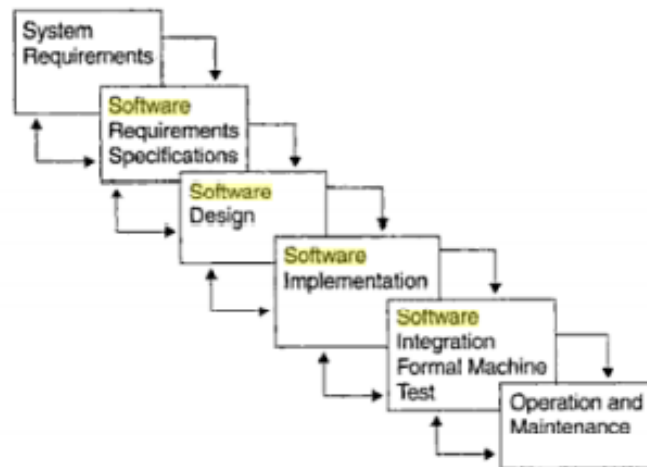 System
Requirements
Software
Requirements
Specifications
Software
Design
Software
Implementation
Software
Integration
Formal Machine
Test
Operation and
Maintenance